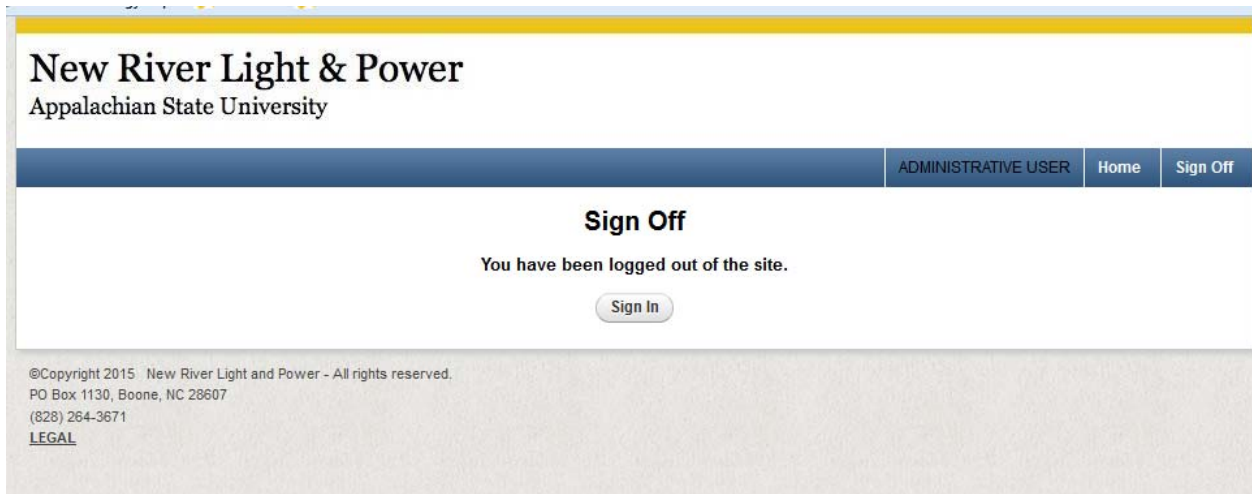 New River Light & Power
Appalachian State University
ADMINISTRATIVE USER Home Sign Off
Sign Off
You have been logged out of the site.
Sign In
©Copyright 2015 New River Light and Power - All rights reserved.
PO Box 1130, Boone, NC 28607
(828) 264-3671
LEGAL